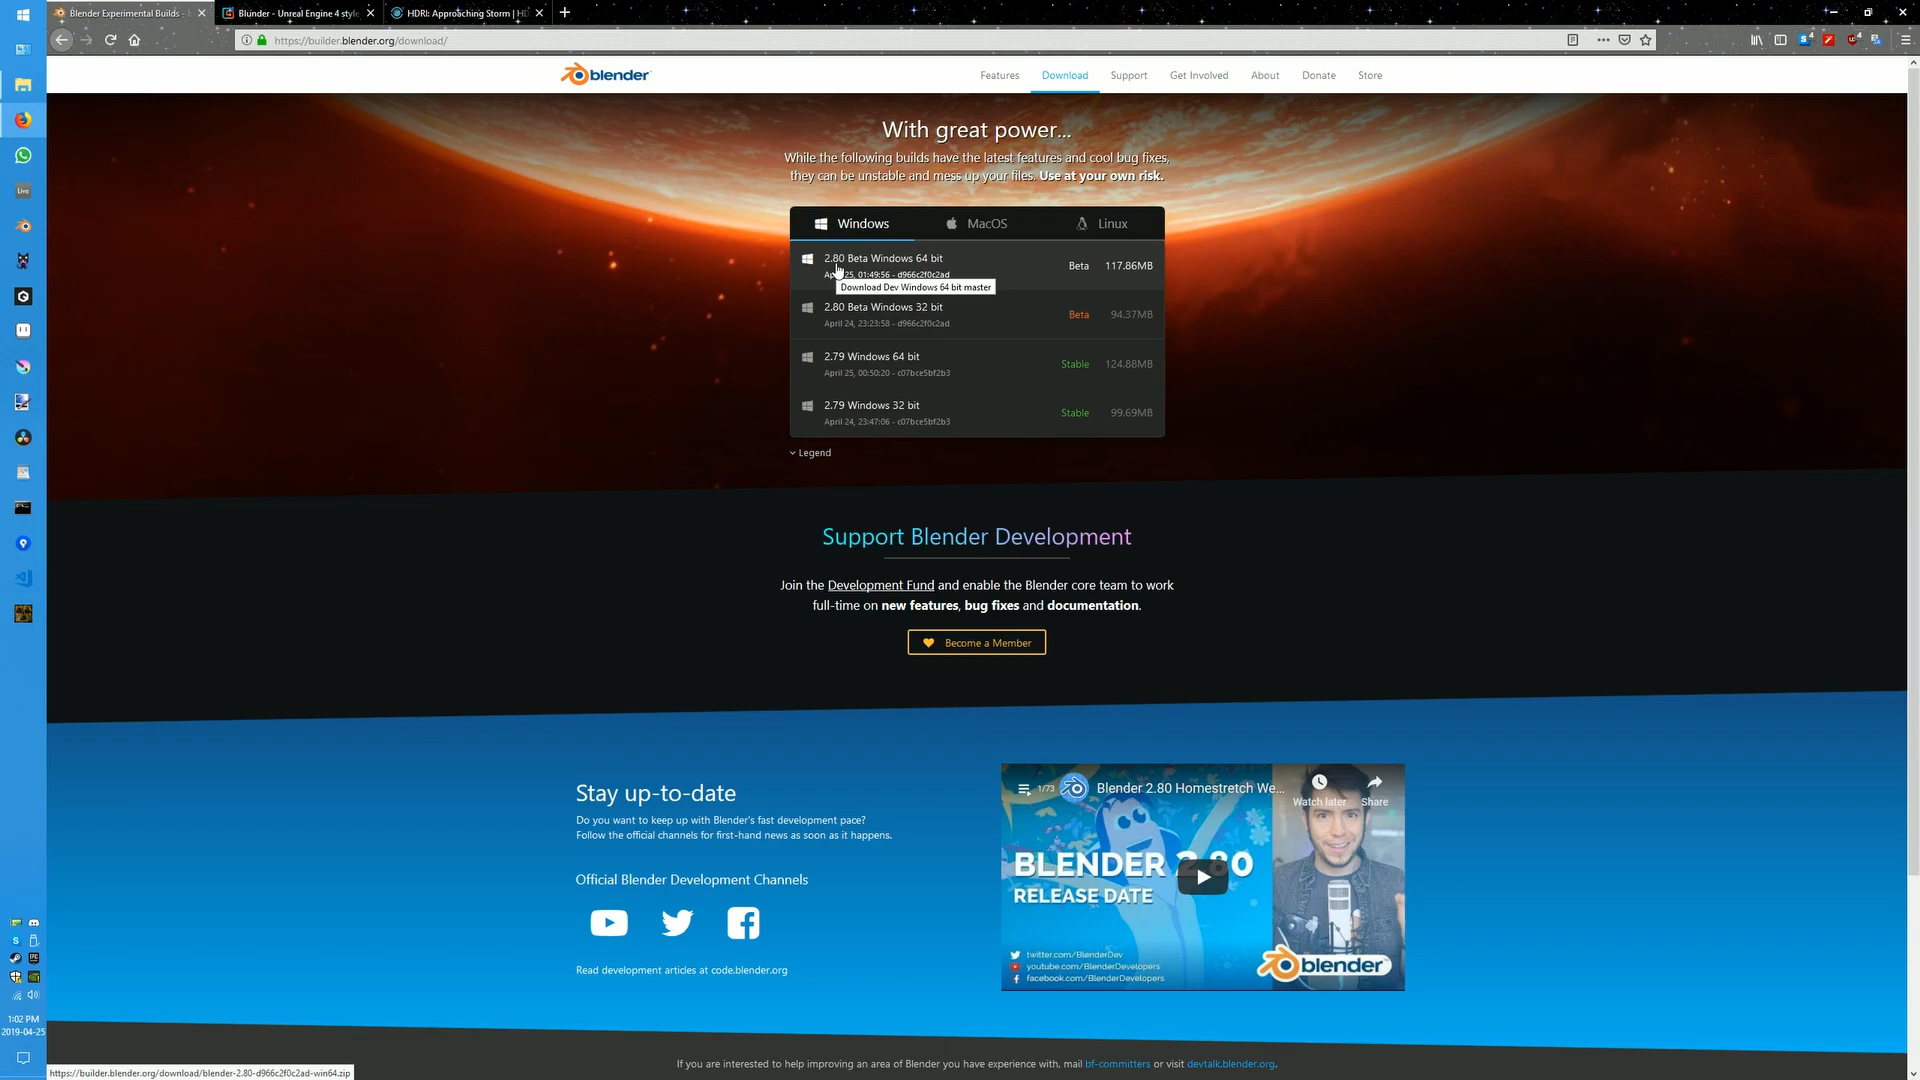 Blender Experimental Builds -
Blunder - Unreal Engine 4 style
HDRI: Approaching Storm | HD
https://builder.blender.org/download/
blender
Features
Download
Support
Get Involved
About
Donate
Store
With great power...
While the following builds have the latest features and cool bug fixes,
they can be unstable and mess up your files. Use at your own risk.
Windows
MacOS
Linux
2.80 Beta Windows 64 bit
25, 01:49:56 - d966c2f0c2ad
Beta 117.86MB
Download Dev Windows 64 bit master
2.80 Beta Windows 32 bit
April 24, 23:23:58 - d966c2f0c2ad
Beta 94.37MB
2.79 Windows 64 bit
April 25, 00:50:20 - c07bce5bf2b3
Stable 124.88MB
2.79 Windows 32 bit
April 24, 23:47:06 - c07bce5bf2b3
Stable 99.69MB
Legend
Support Blender Development
Join the Development Fund and enable the Blender core team to work
full-time on new features, bug fixes and documentation.
Become a Member
Stay up-to-date
Do you want to keep up with Blender's fast development pace?
Follow the official channels for first-hand news as soon as it happens.
Official Blender Development Channels
Read development articles at code.blender.org
1/73
Blender 2.80 Homestretch We...
Watch later
Share
BLENDER 2.80
RELEASE DATE
twitter.com/BlenderDev
youtube.com/BlenderDevelopers
facebook.com/BlenderDevelopers
blender
If you are interested to help improving an area of Blender you have experience with, mail bf-committers or visit devtalk.blender.org.
Live
1:02 PM
2019-04-25
https://builder.blender.org/download/blender-2.80-d966c2f0c2ad-win64.zip